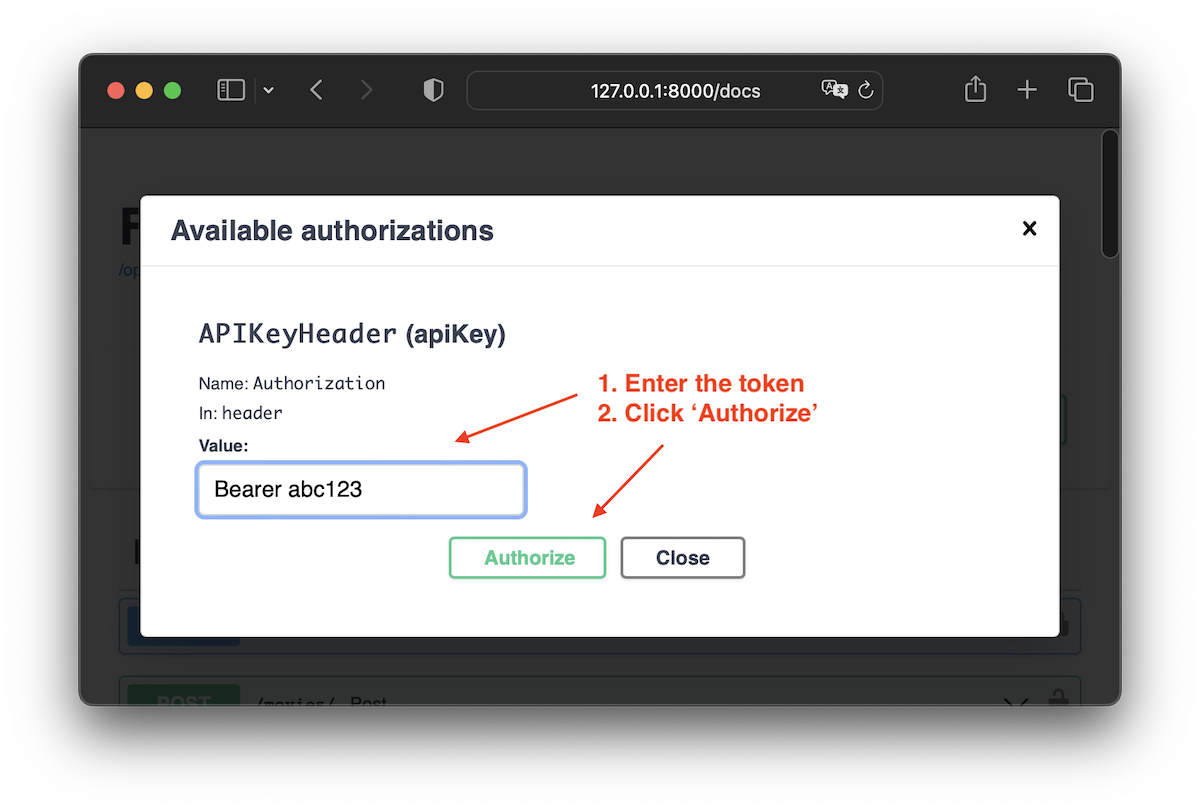 127.0.0.1:8000/docs
Available authorizations
APIKeyHeader (apiKey)
Name: Authorization
In: header
Value:
Bearer abc123
1. Enter the token
2. Click ‘Authorize’
Authorize
Close
POST /movies/ Post